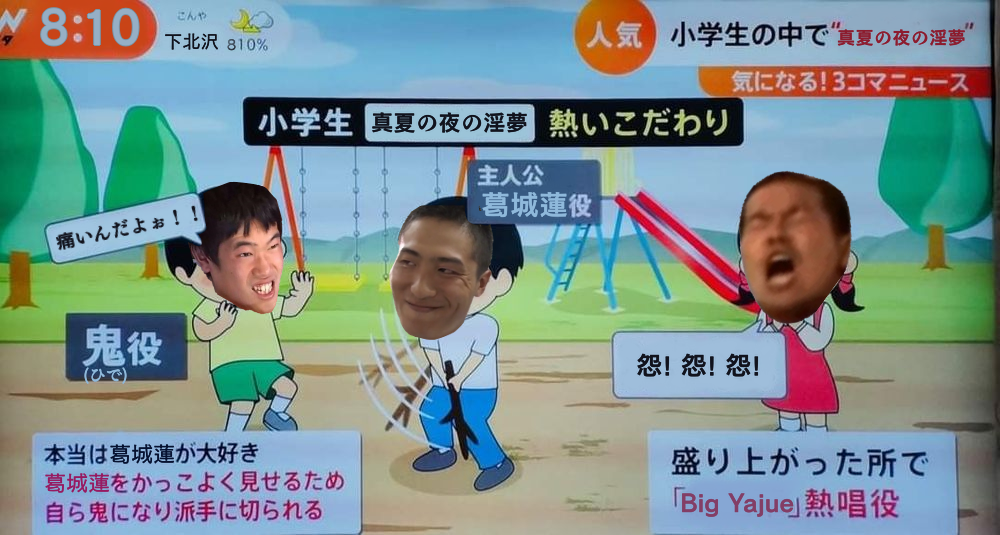 8:10
こんや
下北沢 810%
人気 小学生の中で"真夏の夜の淫夢"
気になる!3コマニュース
小学生 真夏の夜の淫夢 熱いこだわり
主人公
葛城蓮役
痛いんだよぉ!!
鬼役
(ひで)
怨! 怨! 怨!
本当は葛城蓮が大好き
葛城蓮をかっこよく見せるため
自ら鬼になり派手に切られる
盛り上がった所で
「Big Yajue」熱唱役